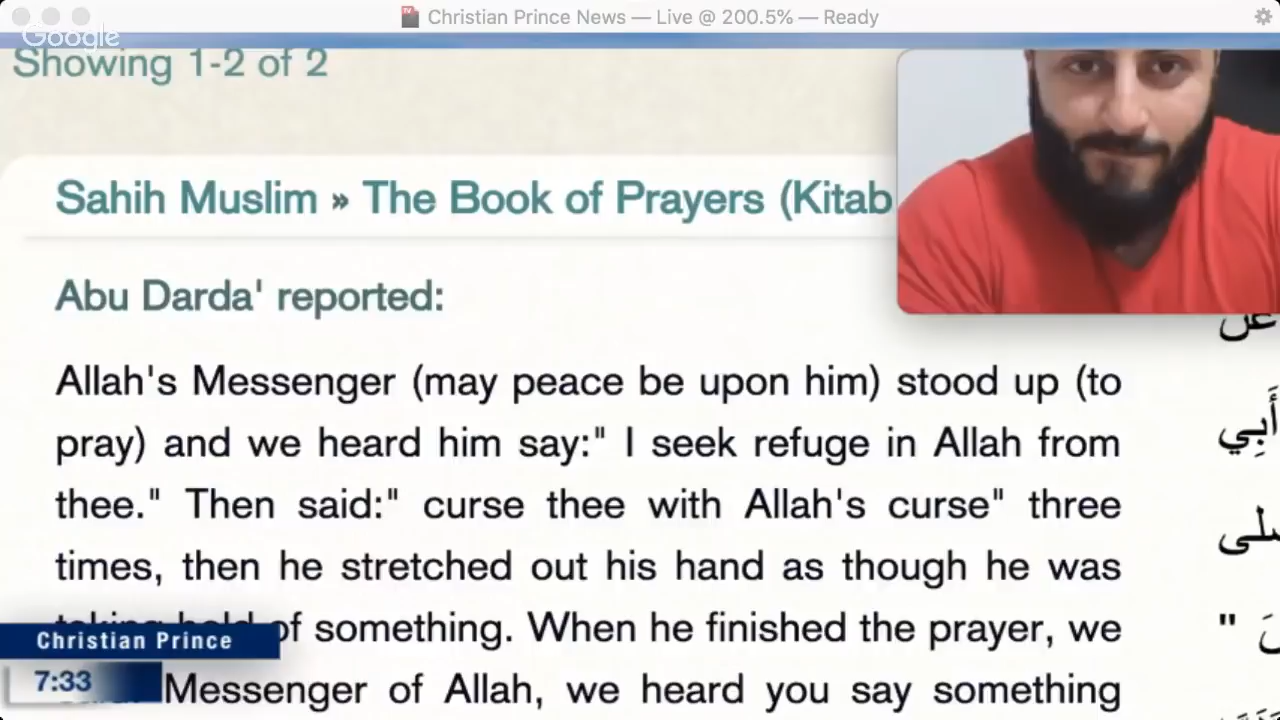 Christian Prince News — Live @ 200.5% — Ready
Google
Showing 1-2 of 2
Sahih Muslim » The Book of Prayers (Kitab
Abu Darda' reported:
Allah's Messenger (may peace be upon him) stood up (to
pray) and we heard him say:" I seek refuge in Allah from
thee." Then said:" curse thee with Allah's curse" three
times, then he stretched out his hand as though he was
taking hold of something. When he finished the prayer, we
Messenger of Allah, we heard you say something
عن
أَبِي
صلى
"
Christian Prince
7:33